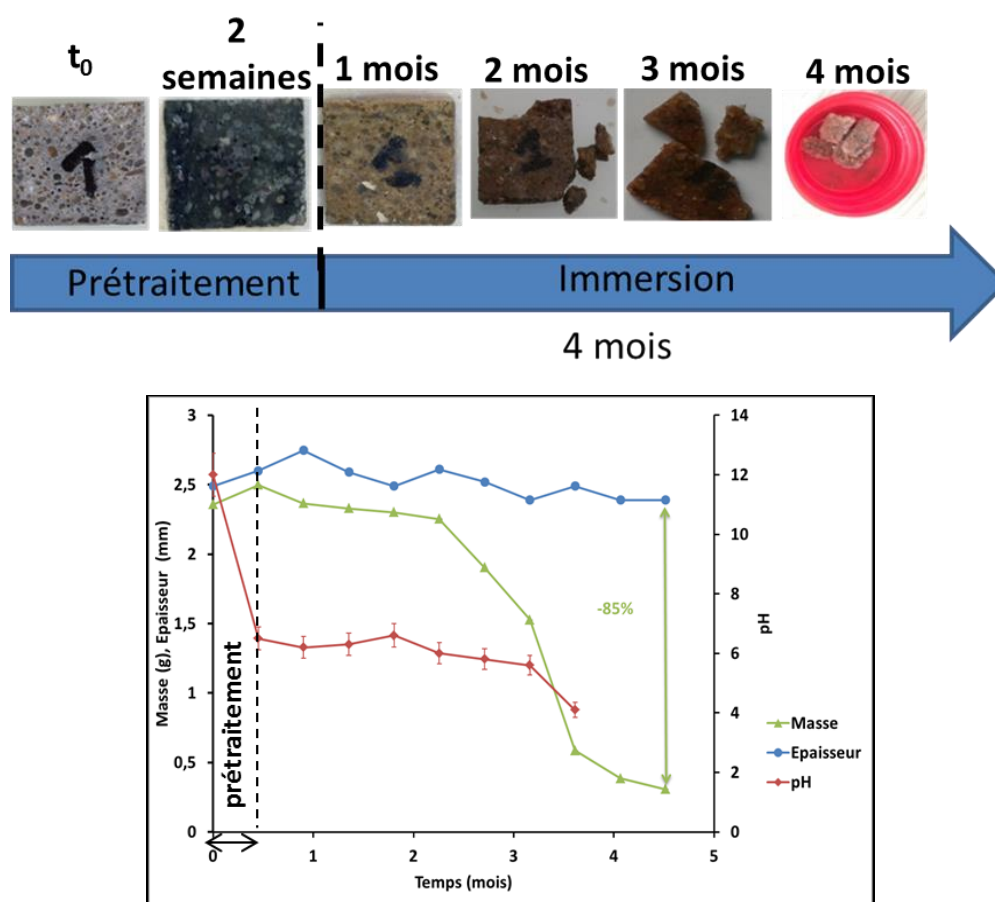 t0
2
semaines
1 mois
2 mois
3 mois
4 mois
1
Prétraitement
Immersion
4 mois
3
2,5
2
1,5
1
0,5
0
14
12
10
8
6
4
2
0
Masse (g), Epaisseur (mm)
pH
prétraitement
-85%
Masse
Epaisseur
pH
0
1
2
3
4
5
Temps (mois)